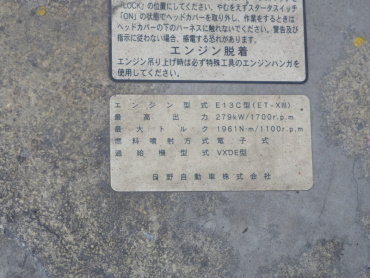 「LOCK」の位置にしてください。やむをえずスタータスイッチ
「ON」の状態でヘッドカバーを取り外し、作業をするときは
ヘッドカバーの下のハーネスに触れないでください。警告及び
指示に従わない場合、感電する恐れがあります。
エンジン脱着
エンジン吊り上げ時は必ず特殊工具のエンジンハンガを
使用してください。
エンジン型式 E13C型(ET-XⅢ)
最高出力 279kW/1700r.p.m
最大トルク 1961N·m/1100r.p.m
燃料噴射方式 電子式
過給機型式 VXDE型
日野自動車株式会社